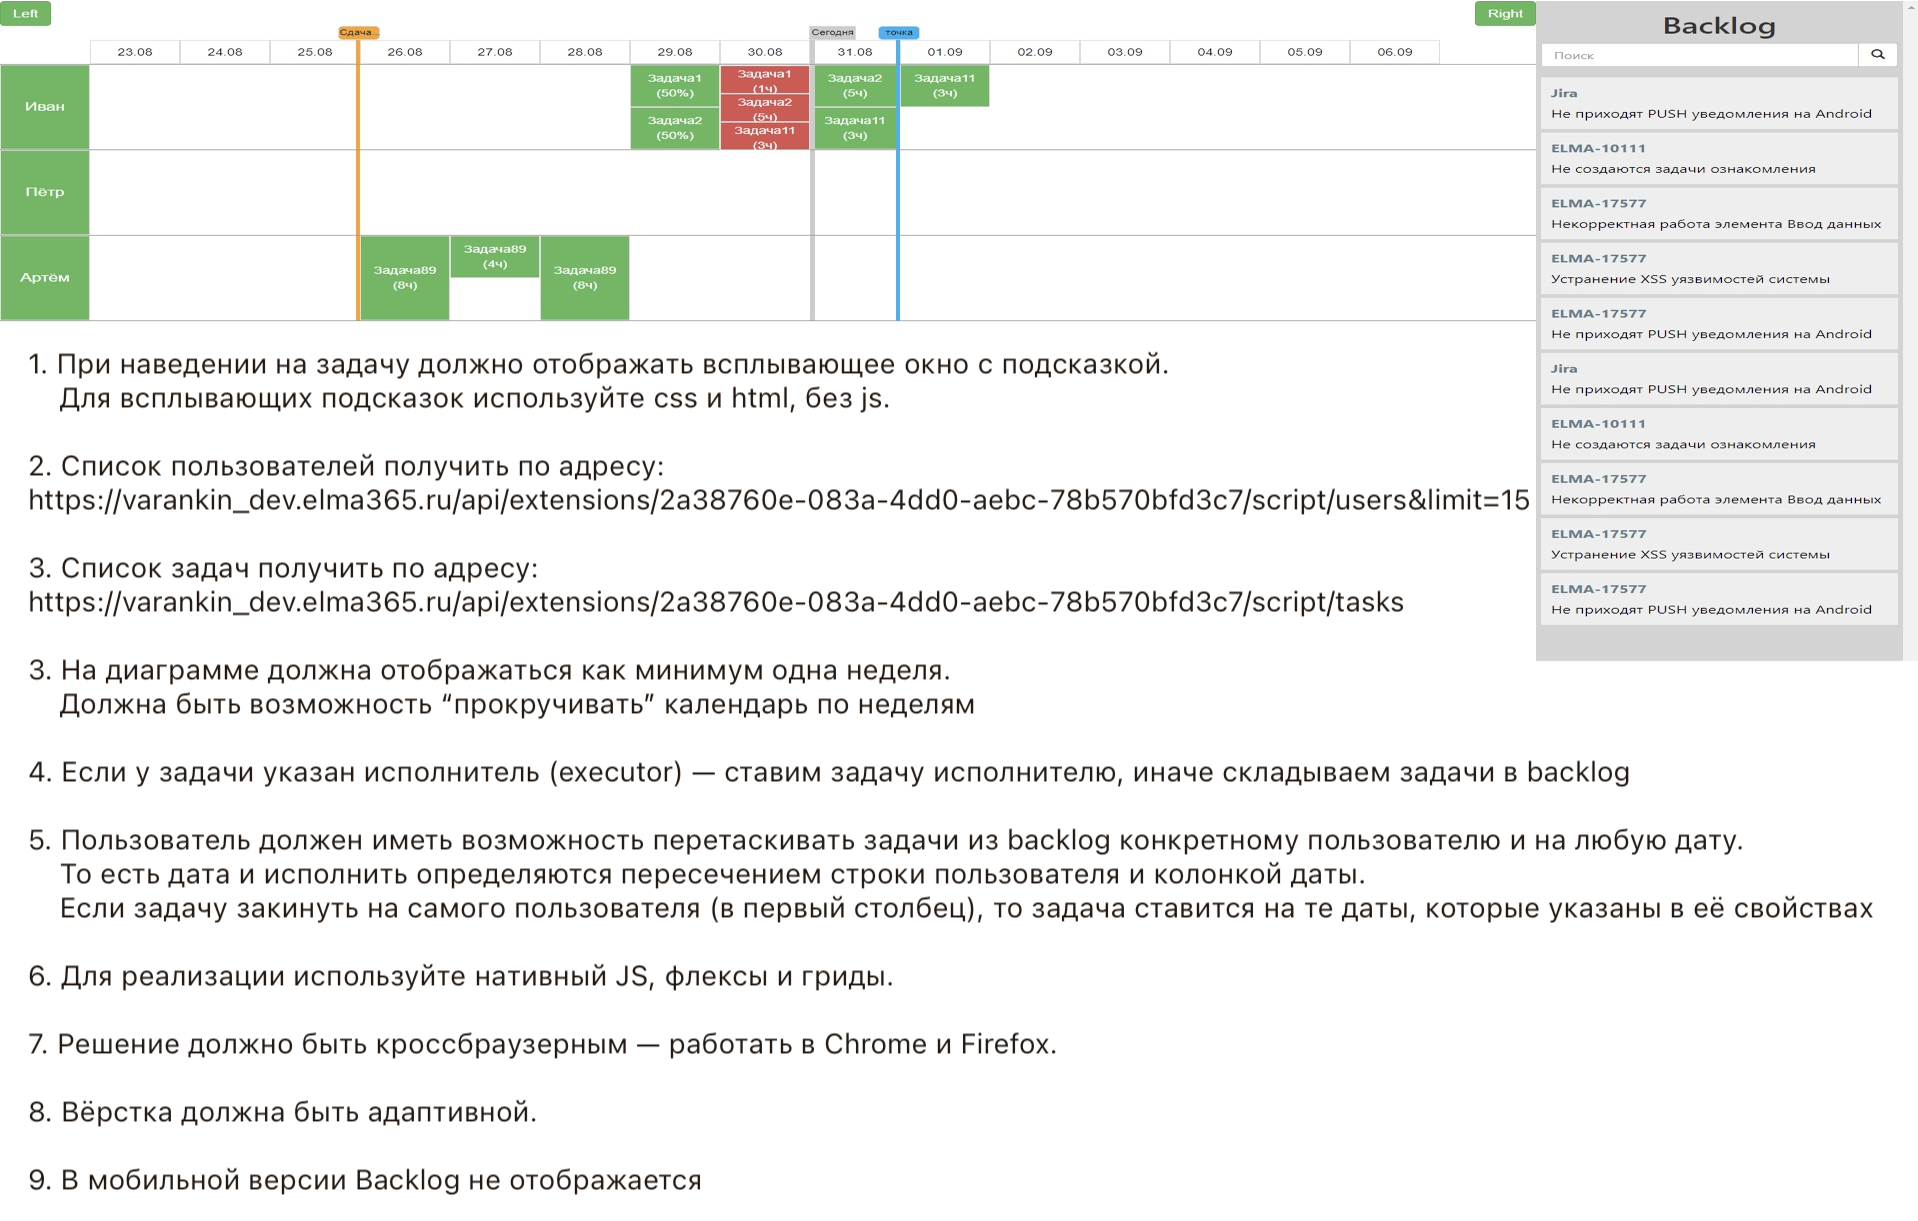 Left
Right
Сдача...
Сегодня
точка
23.08 24.08 25.08 26.08 27.08 28.08 29.08 30.08 31.08 01.09 02.09 03.09 04.09 05.09 06.09
Иван
Задача1
(50%)
Задача2
(50%)
Задача1
(1ч)
Задача2
(5ч)
Задача11
(3ч)
Задача2
(5ч)
Задача11
(3ч)
Задача11
(3ч)
Пётр
Артём
Задача89
(8ч)
Задача89
(4ч)
Задача89
(8ч)
Backlog
Поиск
Jira
Не приходят PUSH уведомления на Android
ELMA-10111
Не создаются задачи ознакомления
ELMA-17577
Некорректная работа элемента Ввод данных
ELMA-17577
Устранение XSS уязвимостей системы
ELMA-17577
Не приходят PUSH уведомления на Android
Jira
Не приходят PUSH уведомления на Android
ELMA-10111
Не создаются задачи ознакомления
ELMA-17577
Некорректная работа элемента Ввод данных
ELMA-17577
Устранение XSS уязвимостей системы
ELMA-17577
Не приходят PUSH уведомления на Android
1. При наведении на задачу должно отображать всплывающее окно с подсказкой.
Для всплывающих подсказок используйте css и html, без js.
2. Список пользователей получить по адресу:
https://varankin_dev.elma365.ru/api/extensions/2a38760e-083a-4dd0-aebc-78b570bfd3c7/script/users&limit=15
3. Список задач получить по адресу:
https://varankin_dev.elma365.ru/api/extensions/2a38760e-083a-4dd0-aebc-78b570bfd3c7/script/tasks
3. На диаграмме должна отображаться как минимум одна неделя.
Должна быть возможность “прокручивать” календарь по неделям
4. Если у задачи указан исполнитель (executor) — ставим задачу исполнителю, иначе складываем задачи в backlog
5. Пользователь должен иметь возможность перетаскивать задачи из backlog конкретному пользователю и на любую дату.
То есть дата и исполнить определяются пересечением строки пользователя и колонкой даты.
Если задачу закинуть на самого пользователя (в первый столбец), то задача ставится на те даты, которые указаны в её свойствах
6. Для реализации используйте нативный JS, флексы и гриды.
7. Решение должно быть кроссбраузерным — работать в Chrome и Firefox.
8. Вёрстка должна быть адаптивной.
9. В мобильной версии Backlog не отображается